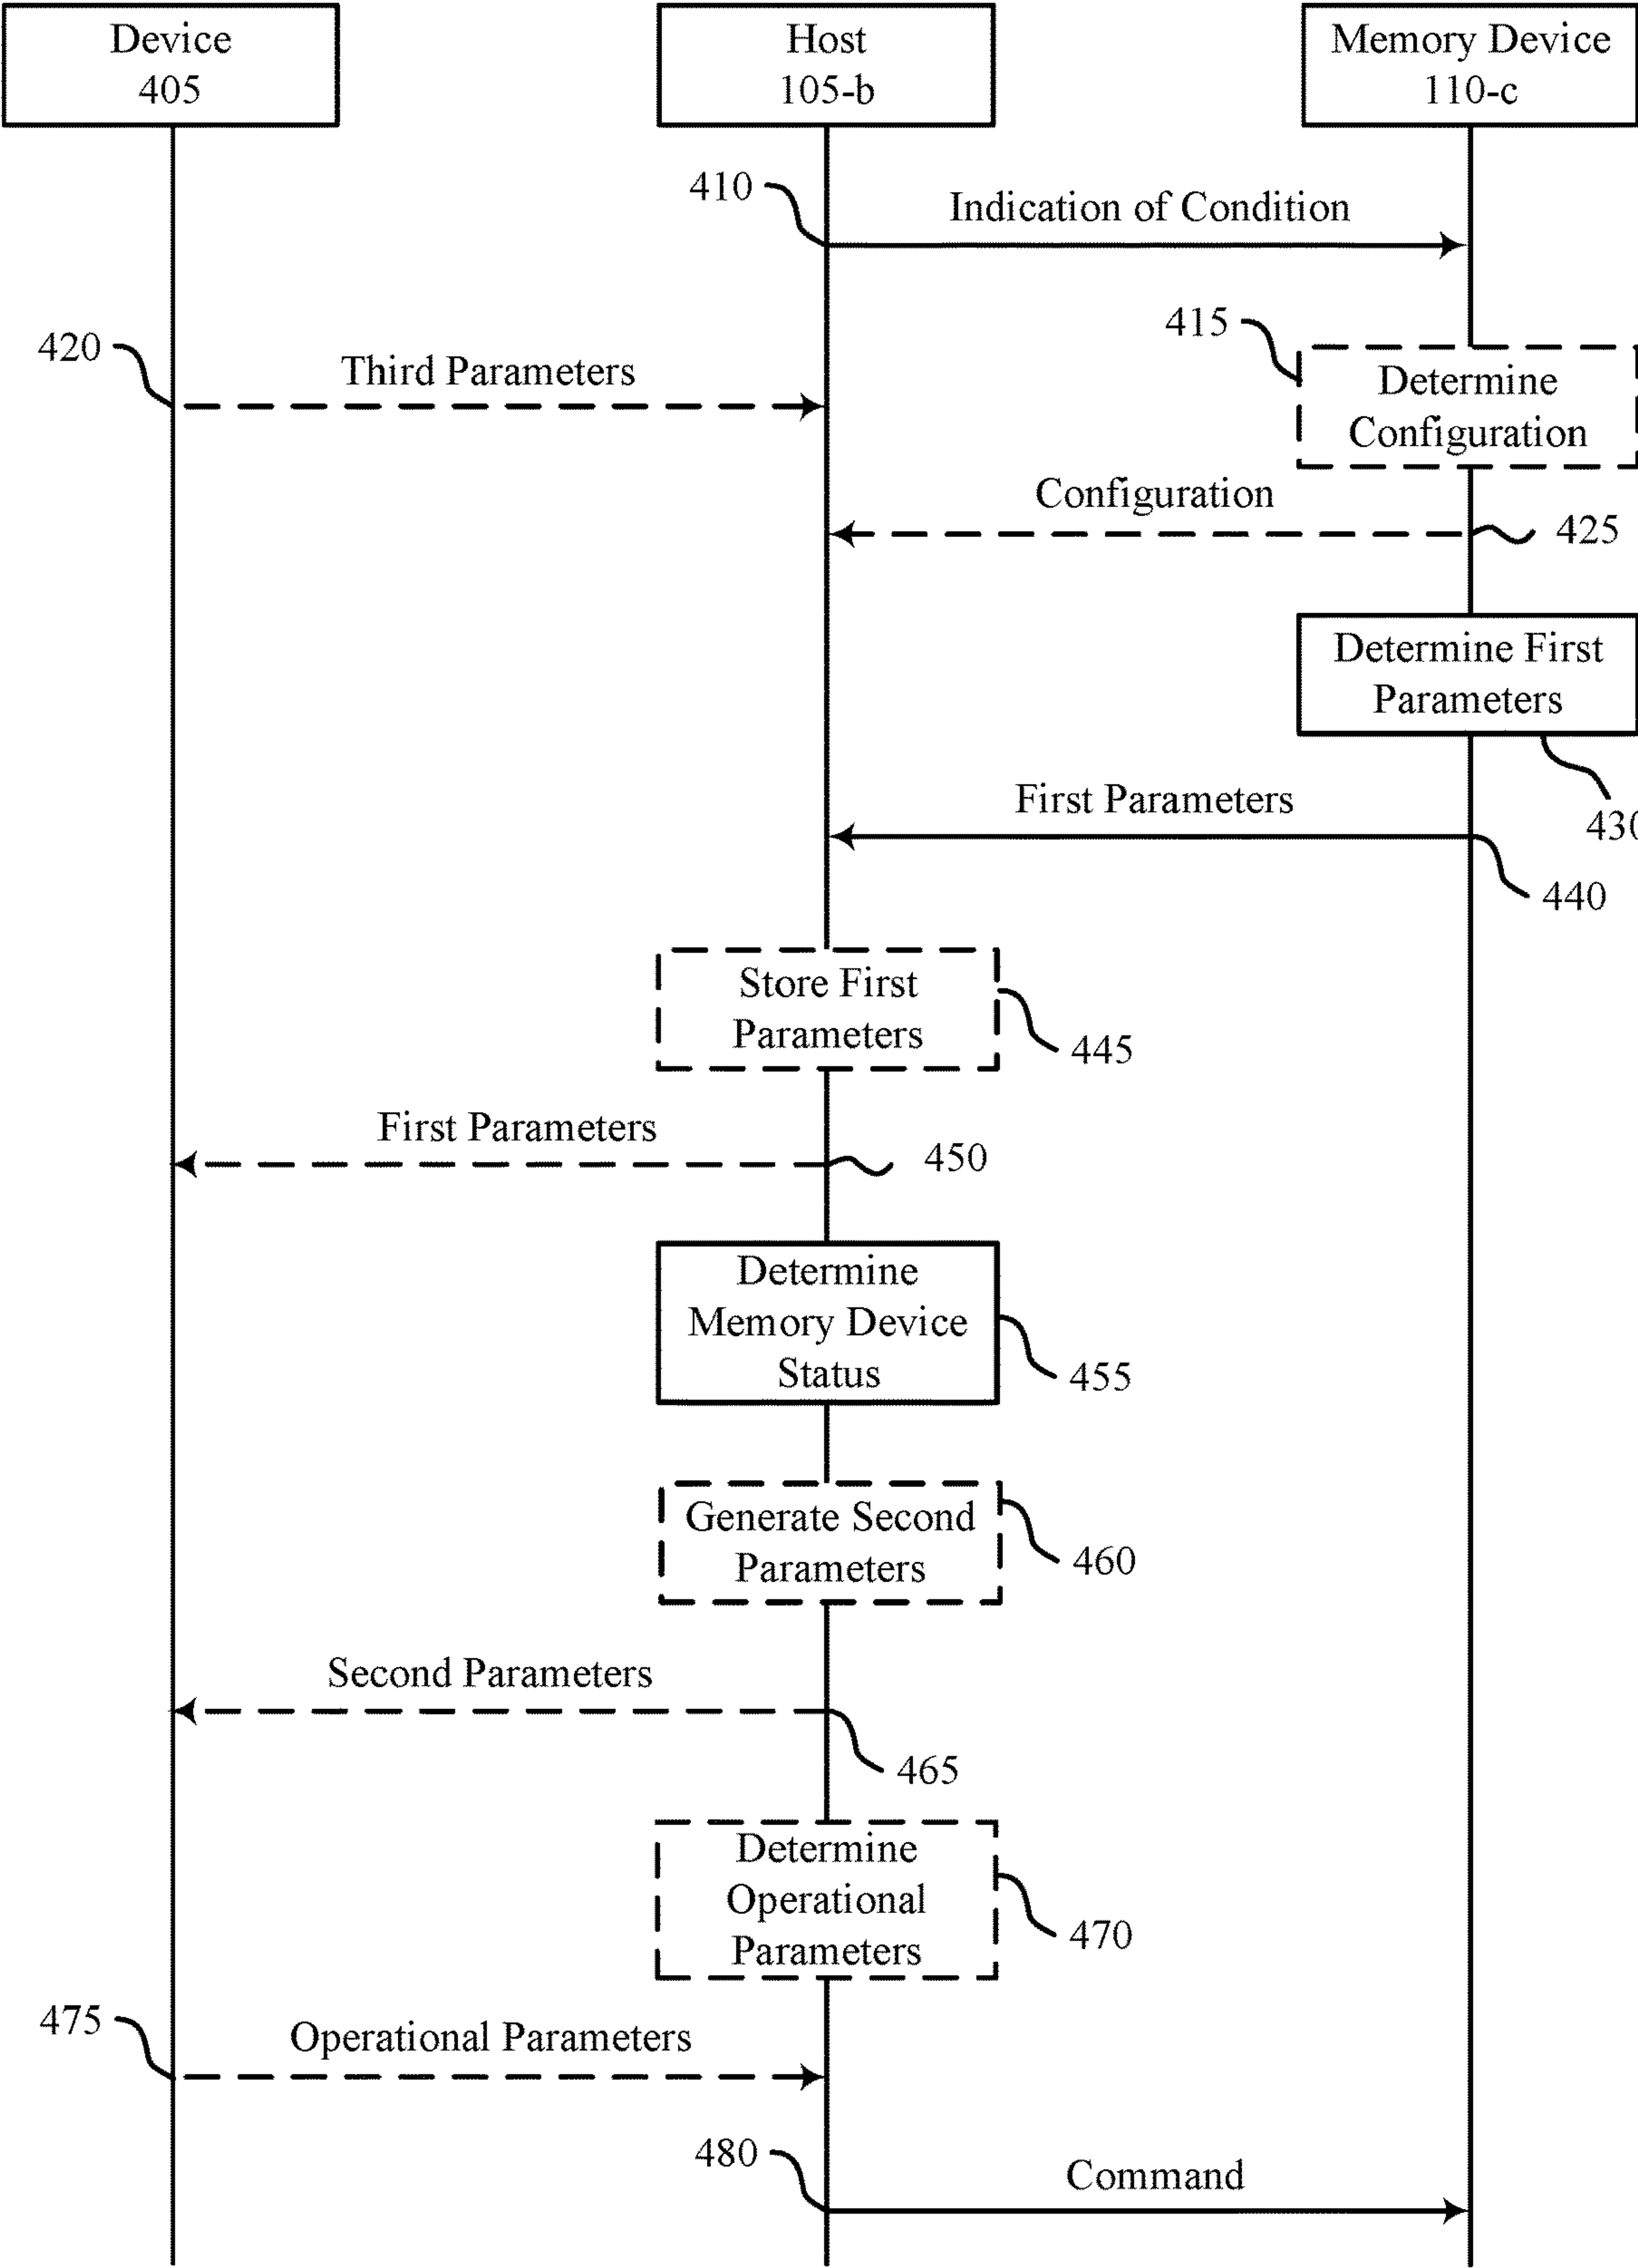 Device
405
Host
105-b
Memory Device
110-c
410
Indication of Condition
415
420
Third Parameters
Determine
Configuration
Configuration
425
Determine First
Parameters
First Parameters
430
440
Store First
Parameters
445
First Parameters
450
Determine
Memory Device
Status
455
Generate Second
Parameters
460
Second Parameters
465
Determine
Operational
Parameters
470
475
Operational Parameters
480
Command